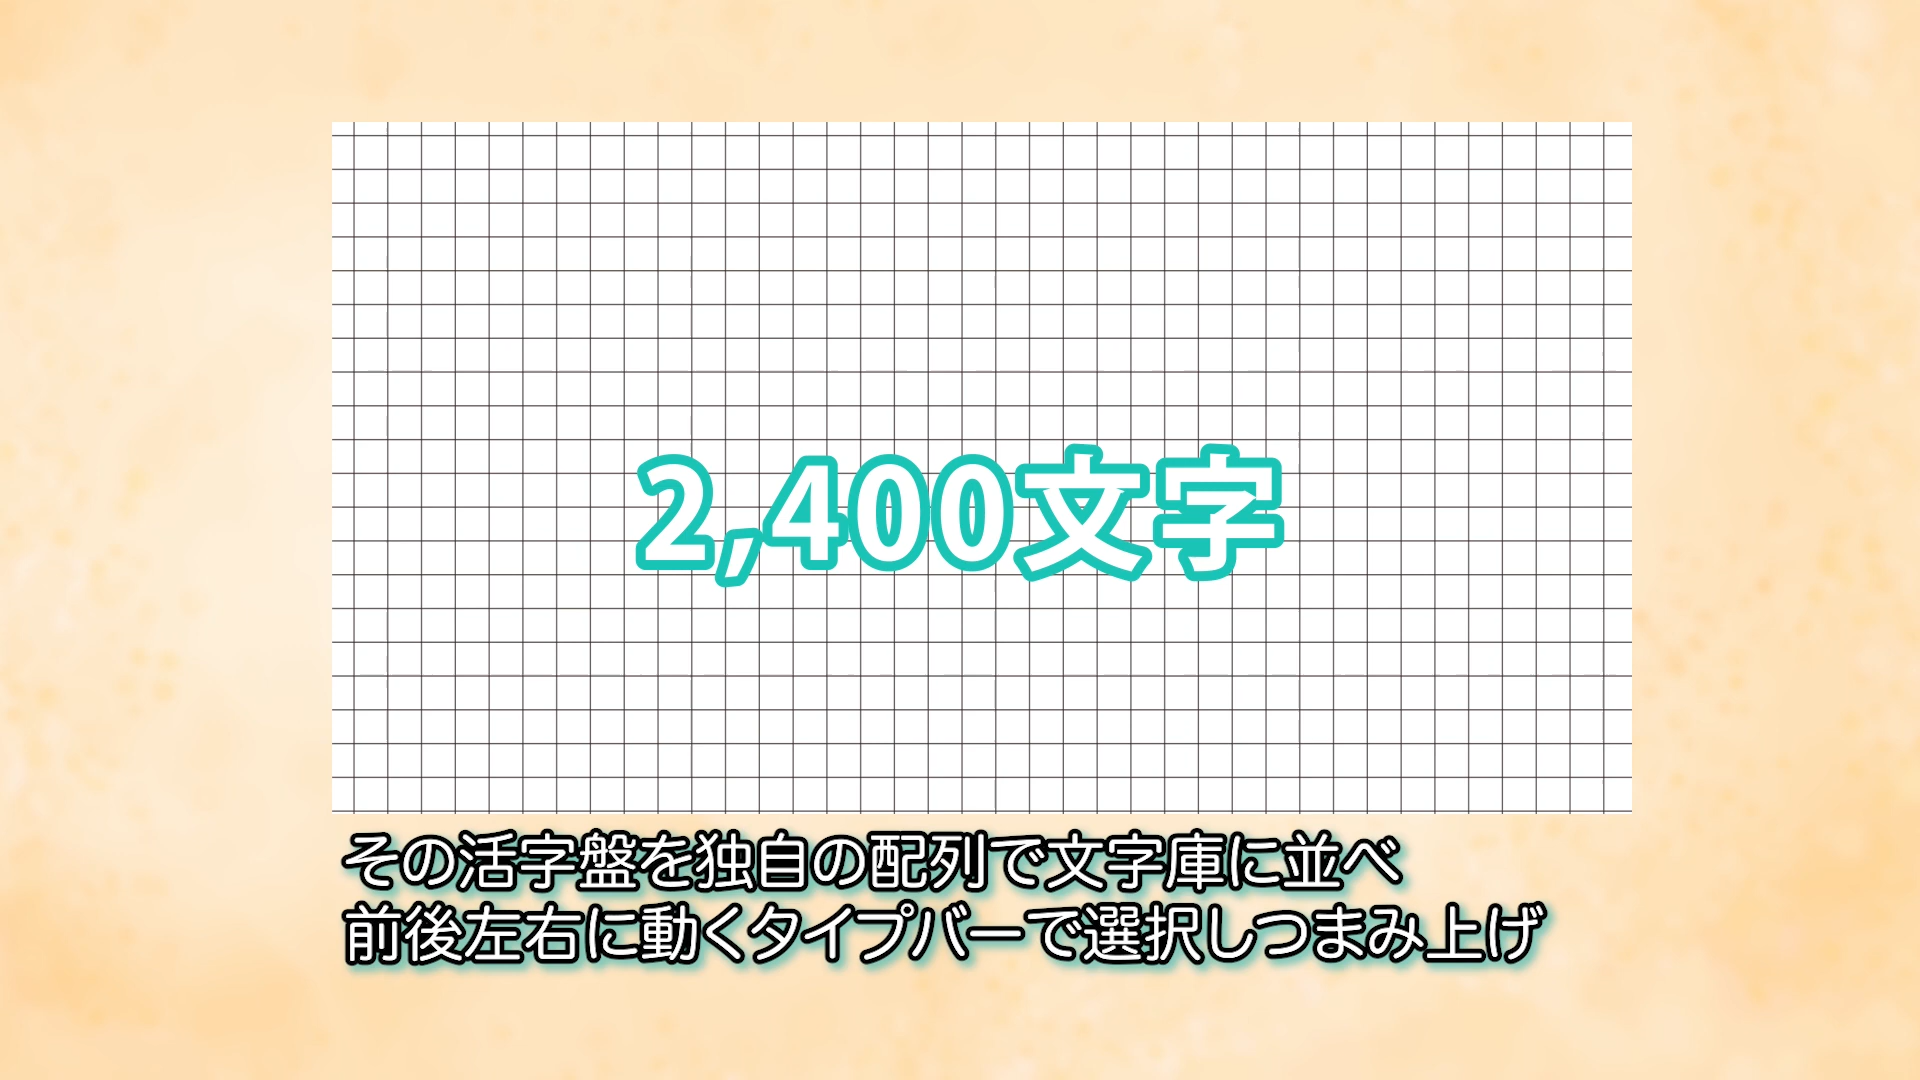 2,400文字
その活字盤を独自の配列で文字庫に並べ
前後左右に動くタイプバーで選択しつまみ上げ